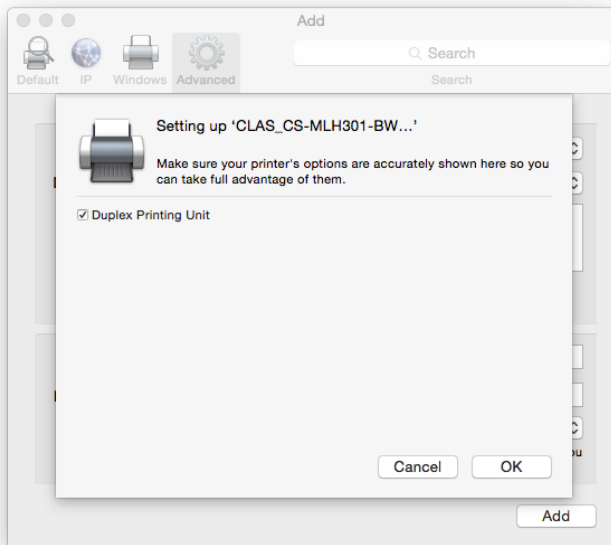 Add
Search
Default IP Windows Advanced Search
Setting up ‘CLAS_CS-MLH301-BW...’
Make sure your printer's options are accurately shown here so you
can take full advantage of them.
Duplex Printing Unit
Cancel OK
Add